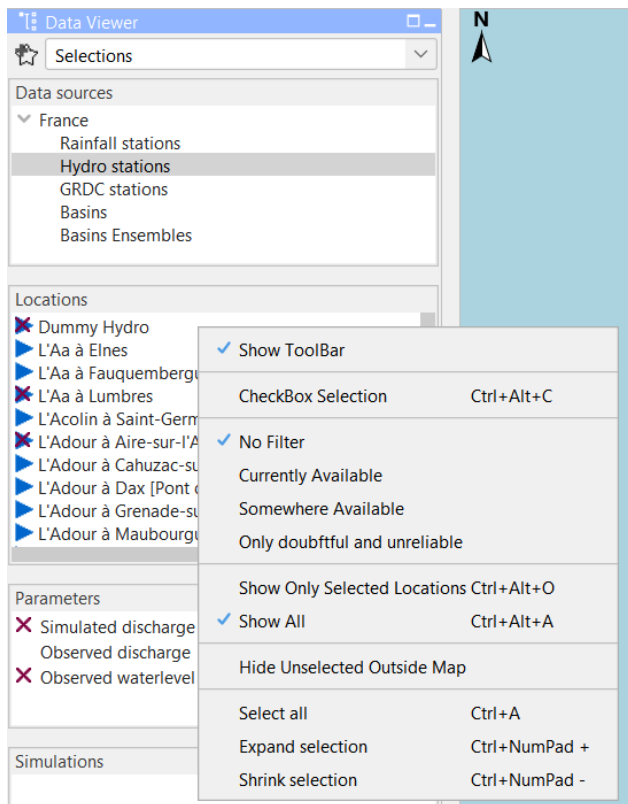 Data Viewer
N
Selections
Data sources
France
Rainfall stations
Hydro stations
GRDC stations
Basins
Basins Ensembles
Locations
Dummy Hydro
L'Aa à Elnes
L'Aa à Fauquembergu
L'Aa à Lumbres
L'Acolin à Saint-Germ
L'Adour à Aire-sur-l'A
L'Adour à Cahuzac-su
L'Adour à Dax [Pont
L'Adour à Grenade-su
L'Adour à Maubourgu
Show ToolBar
CheckBox Selection Ctrl+Alt+C
No Filter
Currently Available
Somewhere Available
Only doubftful and unreliable
Show Only Selected Locations Ctrl+Alt+O
Show All Ctrl+Alt+A
Hide Unselected Outside Map
Select all Ctrl+A
Expand selection Ctrl+NumPad +
Shrink selection Ctrl+NumPad -
Parameters
Simulated discharge
Observed discharge
Observed waterlevel
Simulations